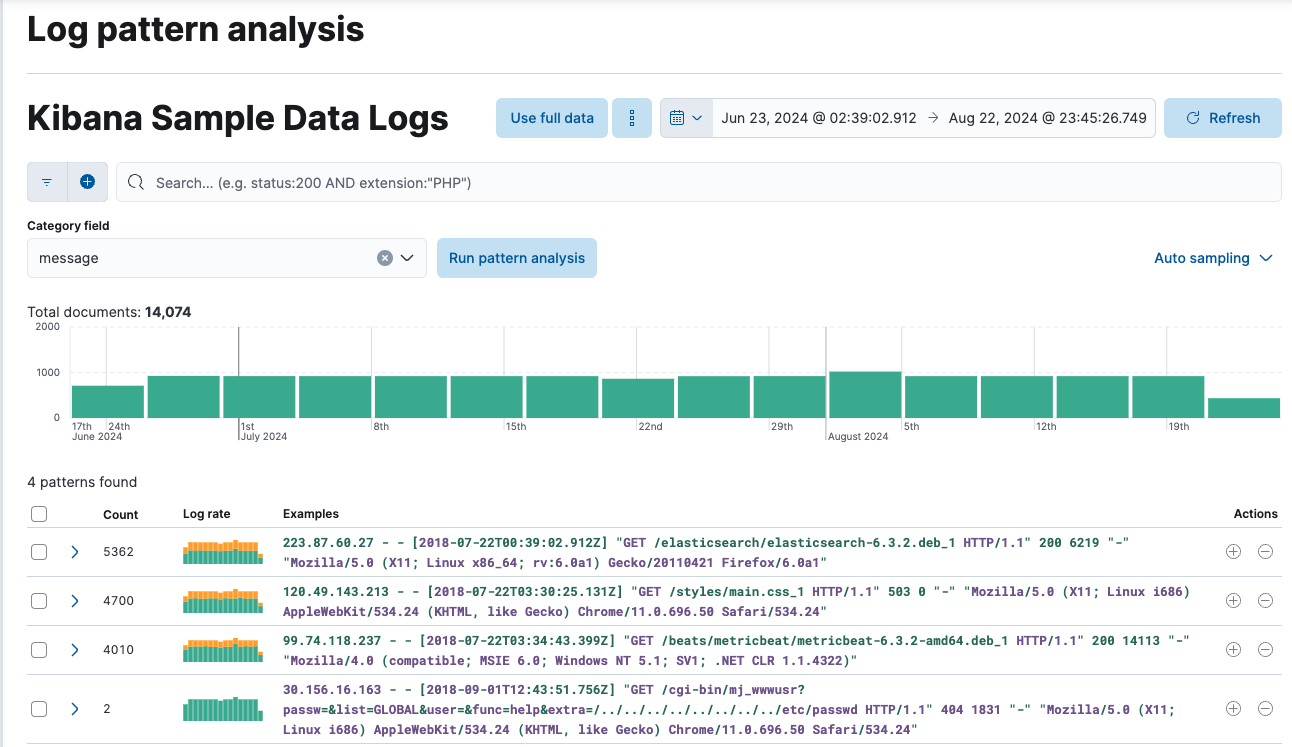 Log pattern analysis
Kibana Sample Data Logs
Use full data
Jun 23, 2024 @ 02:39:02.912 → Aug 22, 2024 @ 23:45:26.749
Refresh
Search... (e.g. status:200 AND extension:"PHP")
Category field
message
Run pattern analysis
Auto sampling
Total documents: 14,074
2000
1000
0
17th 24th 1st 8th 15th 22nd 29th 5th 12th 19th
June 2024 July 2024 August 2024
4 patterns found
Count Log rate Examples Actions
5362 223.87.60.27 - - [2018-07-22T00:39:02.912Z] "GET /elasticsearch/elasticsearch-6.3.2.deb_1 HTTP/1.1" 200 6219 "-"
"Mozilla/5.0 (X11; Linux x86_64; rv:6.0a1) Gecko/20110421 Firefox/6.0a1"
4700 120.49.143.213 - - [2018-07-22T03:30:25.131Z] "GET /styles/main.css_1 HTTP/1.1" 503 0 "-" "Mozilla/5.0 (X11; Linux i686)
AppleWebKit/534.24 (KHTML, like Gecko) Chrome/11.0.696.50 Safari/534.24"
4010 99.74.118.237 - - [2018-07-22T03:34:43.399Z] "GET /beats/metricbeat/metricbeat-6.3.2-amd64.deb_1 HTTP/1.1" 200 14113 "-"
"Mozilla/4.0 (compatible; MSIE 6.0; Windows NT 5.1; SV1; .NET CLR 1.1.4322)"
2 30.156.16.163 - - [2018-09-01T12:43:51.756Z] "GET /cgi-bin/mj_wwwusr?
passw=&list=GLOBAL&user=&func=help&extra=/../../../../../../../../etc/passwd HTTP/1.1" 404 1831 "-" "Mozilla/5.0 (X11;
Linux i686) AppleWebKit/534.24 (KHTML, like Gecko) Chrome/11.0.696.50 Safari/534.24"